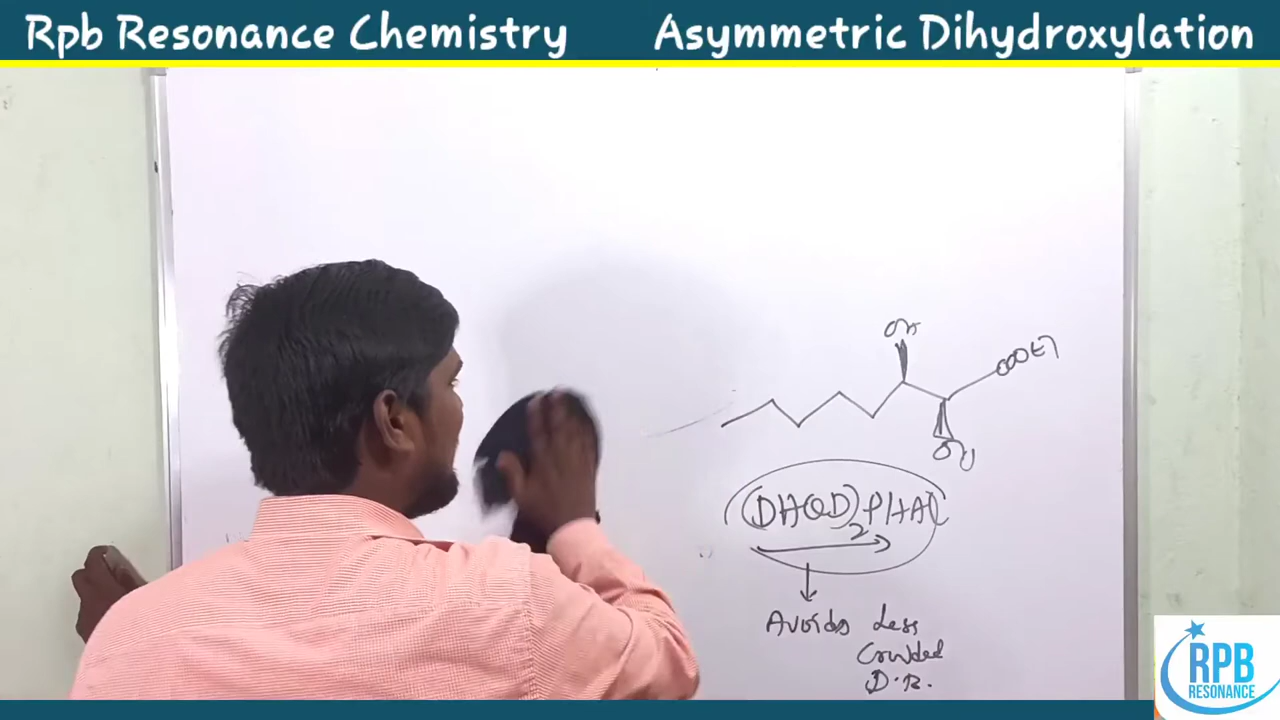 Rpb Resonance Chemistry Asymmetric Dihydroxylation
OH
COOEt
OH
(DHQD)2PHAL
Avoids Less
Crowded
D.B.
RPB
RESONANCE